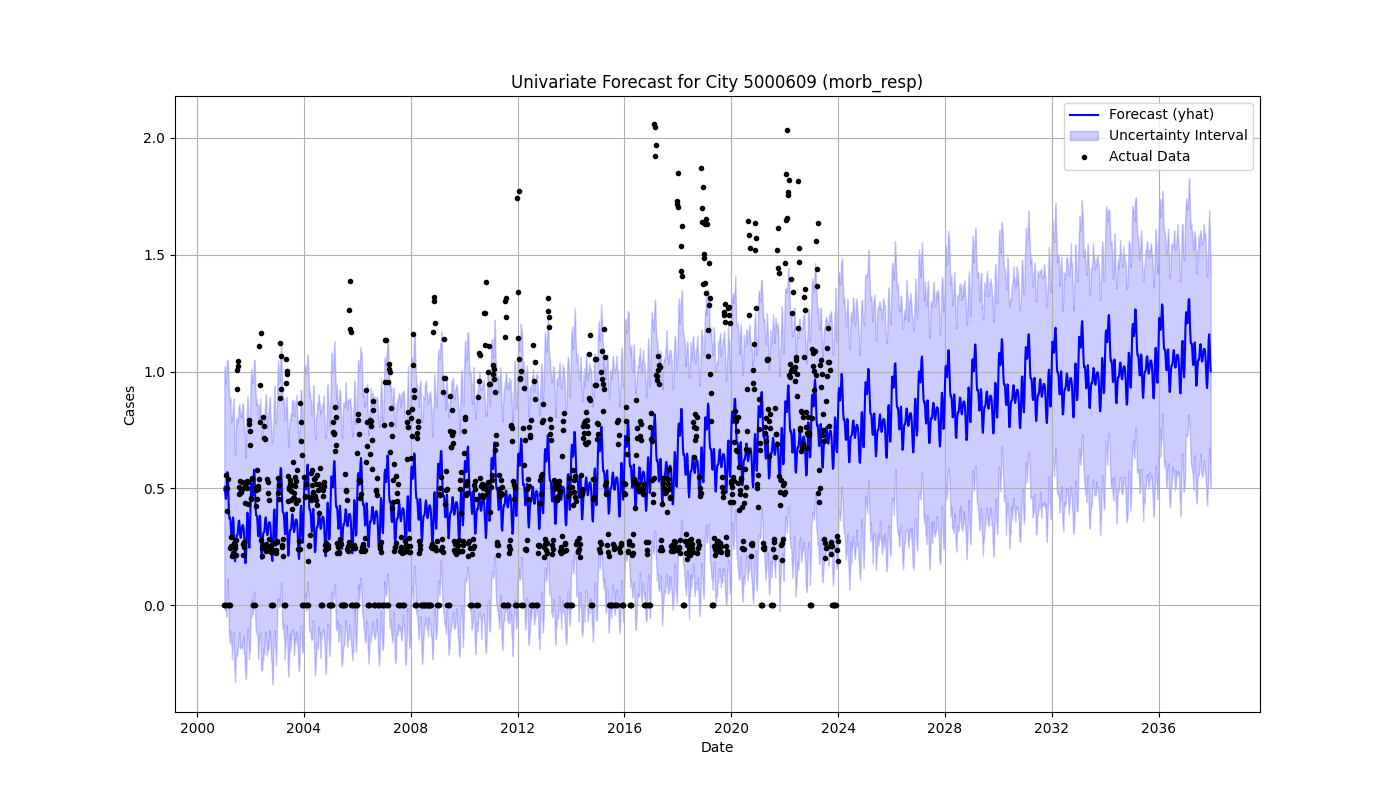 Univariate Forecast for City 5000609 (morb_resp)
Forecast (yhat)
Uncertainty Interval
Actual Data
Cases
2.0
1.5
1.0
0.5
0.0
2000 2004 2008 2012 2016 2020 2024 2028 2032 2036
Date